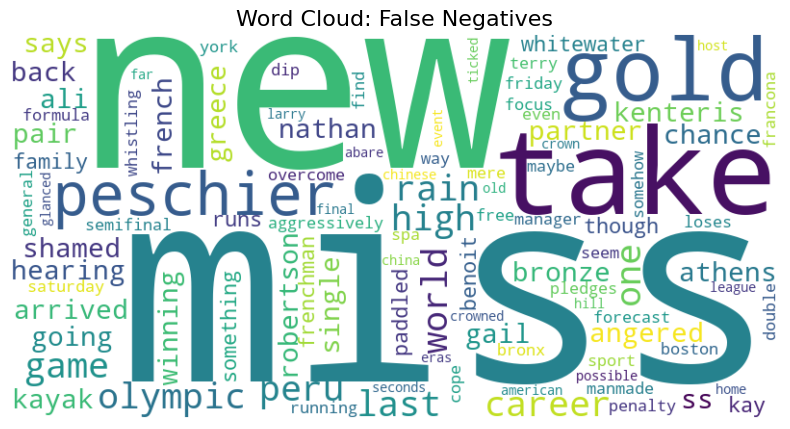 Word Cloud: False Negatives
new
miss
take
gold
peschier
says
back
ali
york
far
dip
find
ticked
whitewater
host
terry
friday
focus
formula
pair
family
whistling
french
greece
larry
nathan
event
abare
overcome
chinese
way
mere
even
kenteris
partner
chance
francona
crown
maybe
old
somehow
general
glanced
semifinal
runs
final
aggressively
rain
high
free
manager
though
loses
shamed
hearing
saturday
arrived
going
game
kayak
winning
something
robertson
frenchman
single
spa
china
paddled
world
eras
crowned
benoit
gail
bronze
one
seem
pledges
hill
forecast
athens
league
double
angered
bronx
sport
boston
possible
manmade
home
olympic
peru
running
seconds
last
cope
american
career
penalty
ss
kay